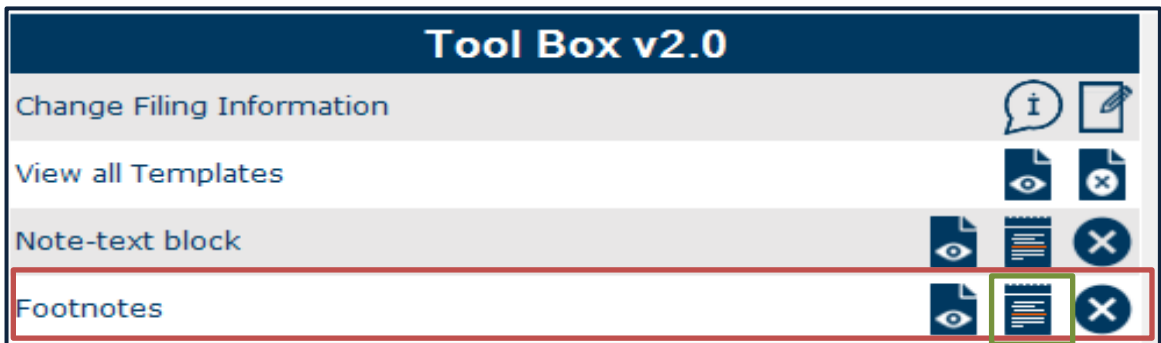 Tool Box v2.0
Change Filing Information
i
View all Templates
Note-text block
Footnotes